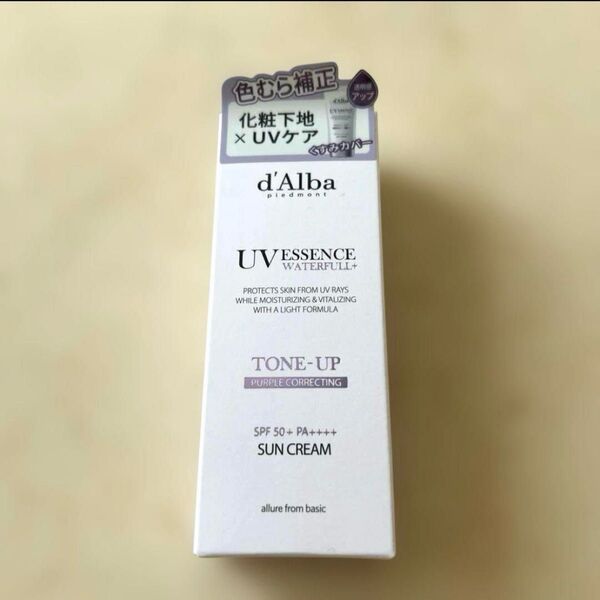 色むら補正
透明感
アップ
化粧下地
×UVケア
d'Alba
くすみカバー
d'Alba
piedmont
UV ESSENCE
WATERFULL+
PROTECTS SKIN FROM UV RAYS
WHILE MOISTURIZING & VITALIZING
WITH A LIGHT FORMULA
TONE-UP
PURPLE CORRECTING
SPF 50+ PA++++
SUN CREAM
allure from basic